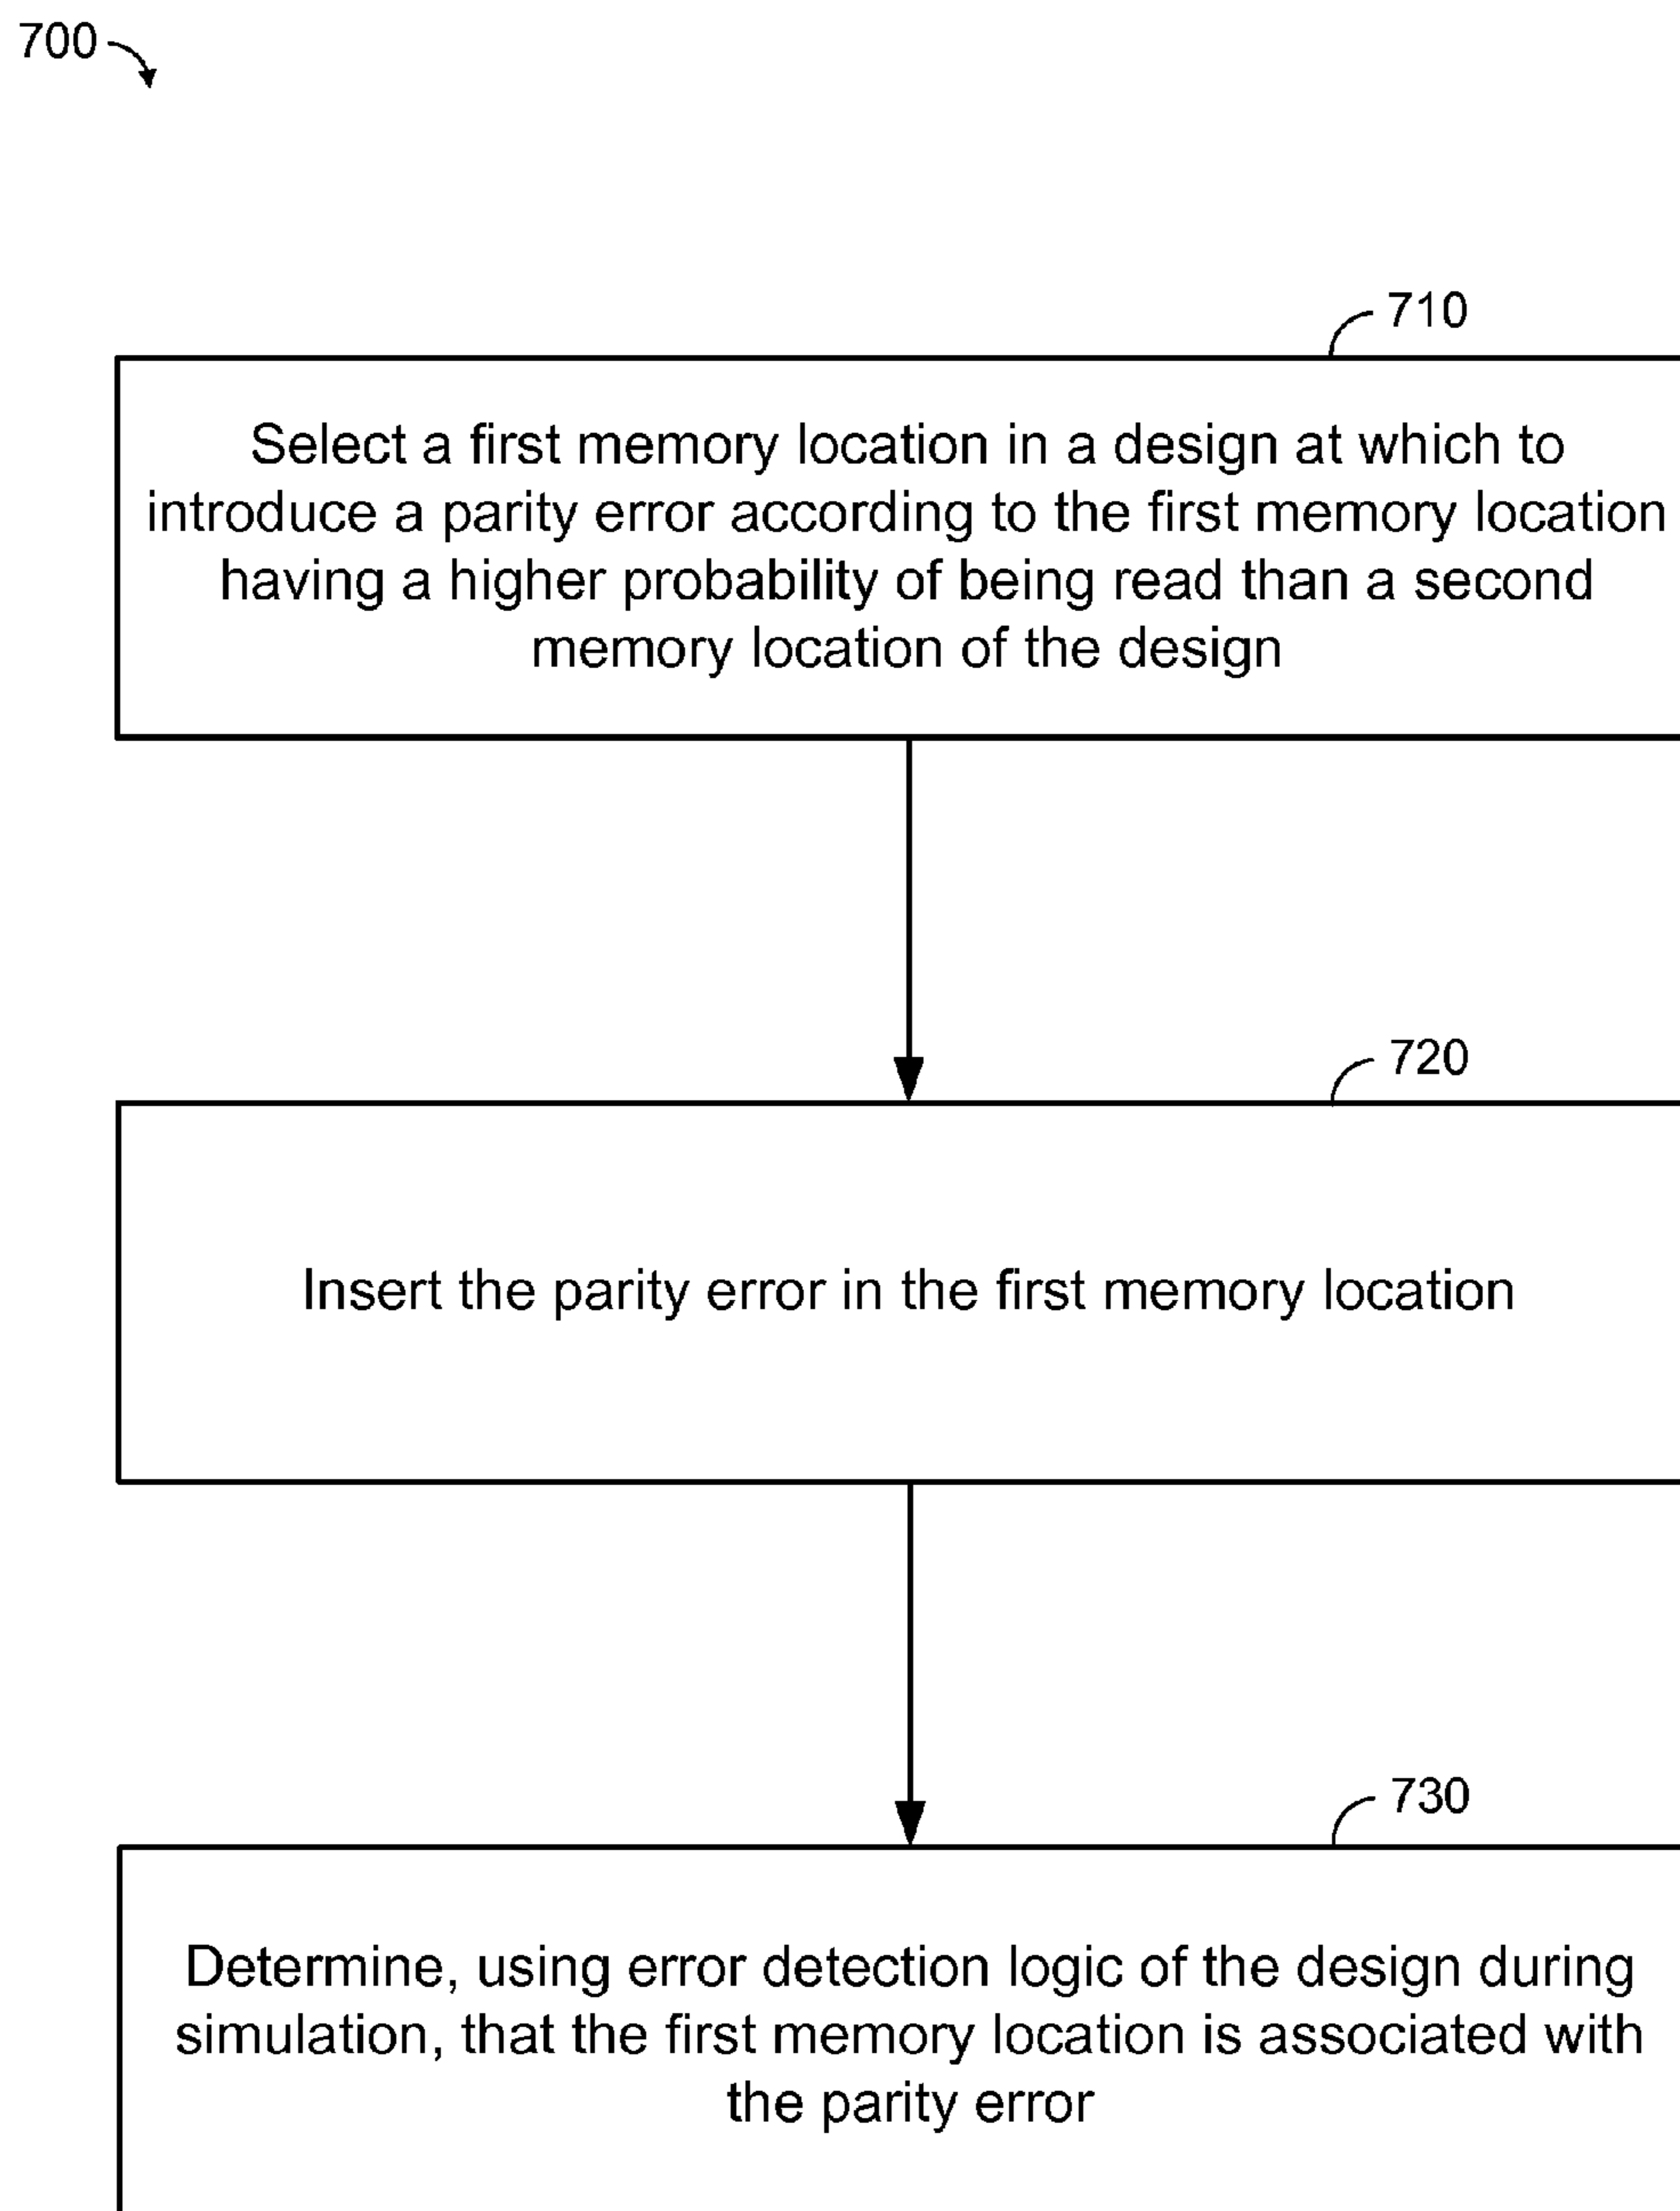 700
710
Select a first memory location in a design at which to
introduce a parity error according to the first memory location
having a higher probability of being read than a second
memory location of the design
720
Insert the parity error in the first memory location
730
Determine, using error detection logic of the design during
simulation, that the first memory location is associated with
the parity error